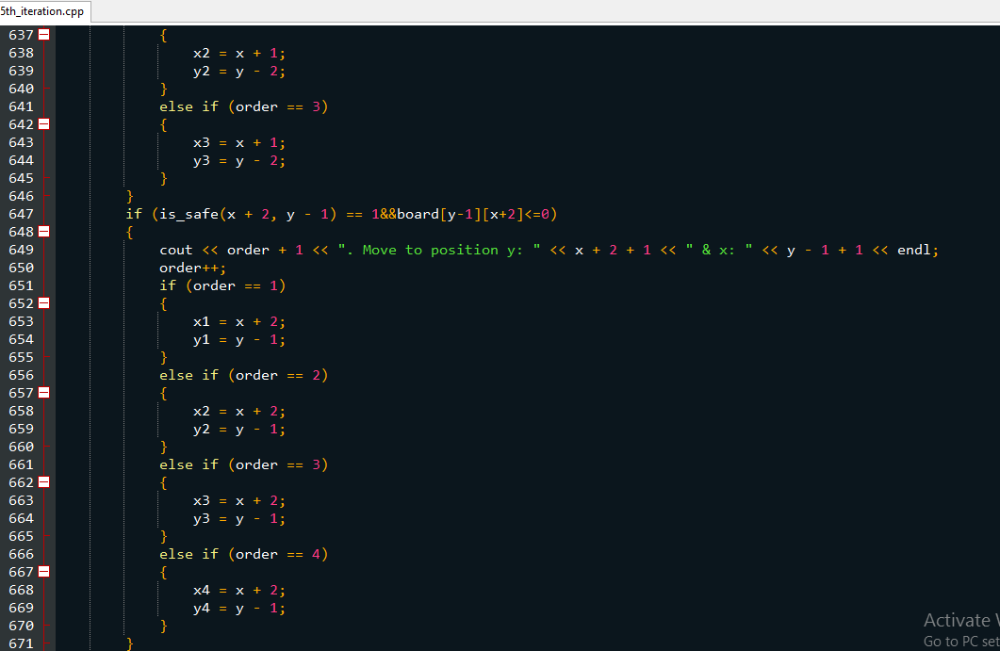 5th_iteration.cpp
637 {
638 x2 = x + 1;
639 y2 = y - 2;
640 }
641 else if (order == 3)
642 {
643 x3 = x + 1;
644 y3 = y - 2;
645 }
646 }
647 if (is_safe(x + 2, y - 1) == 1&&board[y-1][x+2]<=0)
648 {
649 cout << order + 1 << ". Move to position y: " << x + 2 + 1 << " & x: " << y - 1 + 1 << endl;
650 order++;
651 if (order == 1)
652 {
653 x1 = x + 2;
654 y1 = y - 1;
655 }
656 else if (order == 2)
657 {
658 x2 = x + 2;
659 y2 = y - 1;
660 }
661 else if (order == 3)
662 {
663 x3 = x + 2;
664 y3 = y - 1;
665 }
666 else if (order == 4)
667 {
668 x4 = x + 2;
669 y4 = y - 1;
670 }
671 }
Activate
Go to PC set